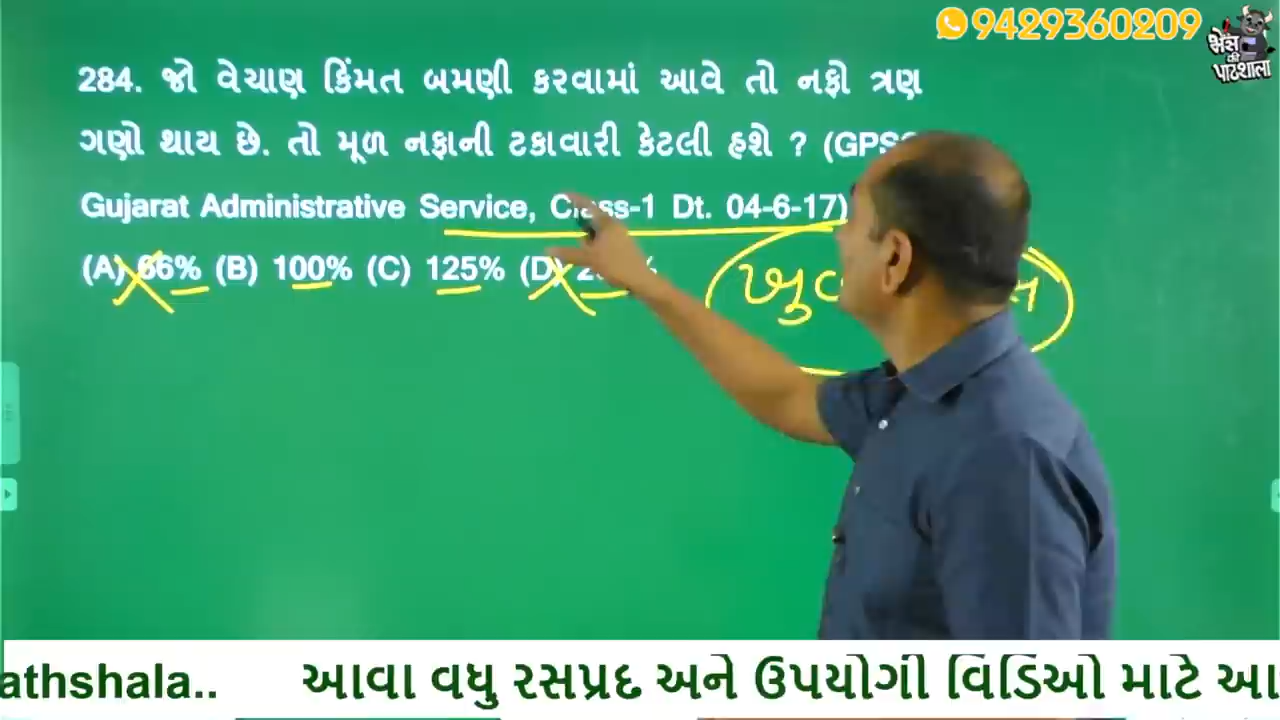 9429360209
ભેંસ
કી
પાઠશાલા
284. જો વેચાણ કિંમત બમણી કરવામાં આવે તો નફો ત્રણ
ગણો થાય છે. તો મૂળ નફાની ટકાવારી કેટલી હશે ? (GPSC
Gujarat Administrative Service, Class-1 Dt. 04-6-17)
(A) 66% (B) 100% (C) 125% (D)
athshala.. આવા વધુ રસપ્રદ અને ઉપયોગી વિડિઓ માટે આ